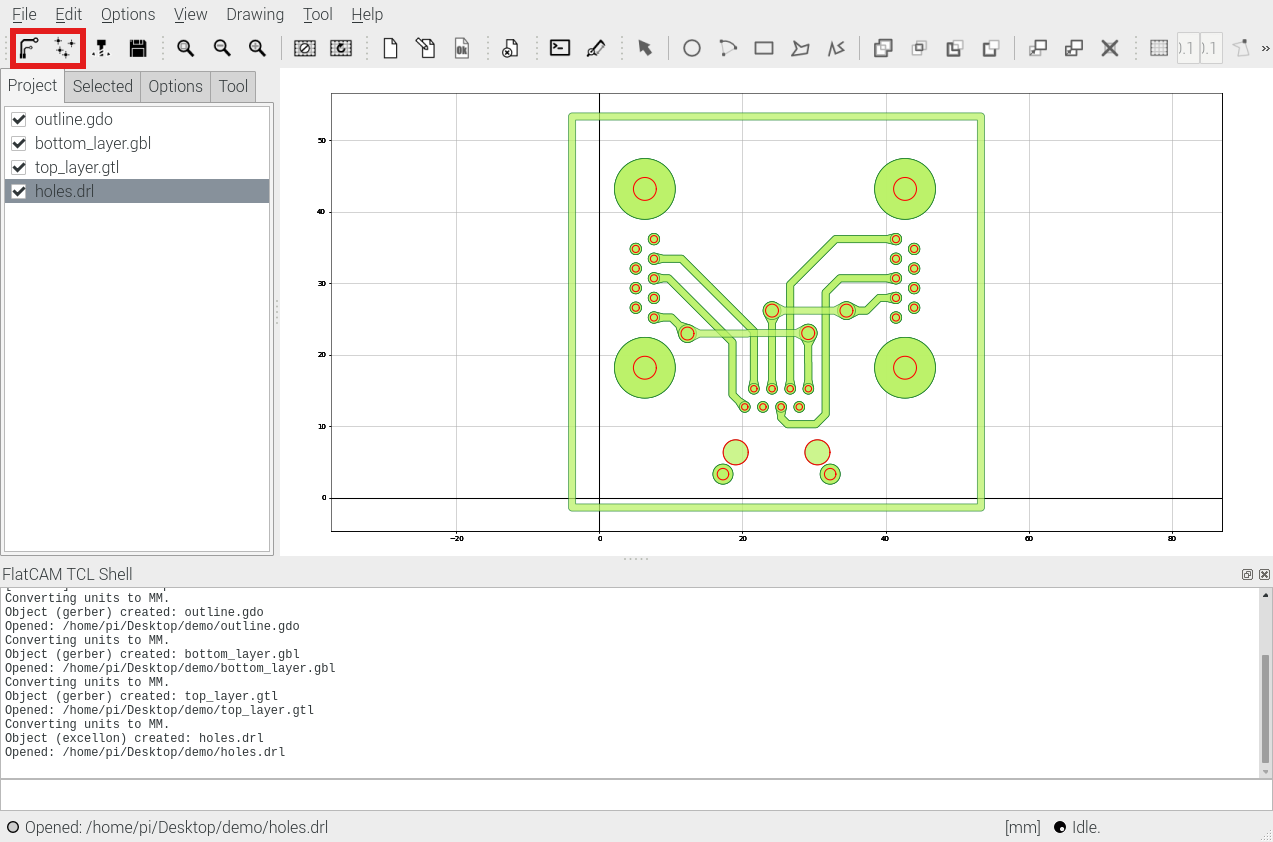 File Edit Options View Drawing Tool Help
Ok
0.1 0.1 »
Project Selected Options Tool
outline.gdo
bottom_layer.gbl
top_layer.gtl
holes.drl
50
40
30
20
10
0
−20 0 20 40 60 80
FlatCAM TCL Shell
Converting units to MM.
Object (gerber) created: outline.gdo
Opened: /home/pi/Desktop/demo/outline.gdo
Converting units to MM.
Object (gerber) created: bottom_layer.gbl
Opened: /home/pi/Desktop/demo/bottom_layer.gbl
Converting units to MM.
Object (gerber) created: top_layer.gtl
Opened: /home/pi/Desktop/demo/top_layer.gtl
Converting units to MM.
Object (excellon) created: holes.drl
Opened: /home/pi/Desktop/demo/holes.drl
Opened: /home/pi/Desktop/demo/holes.drl [mm] Idle.